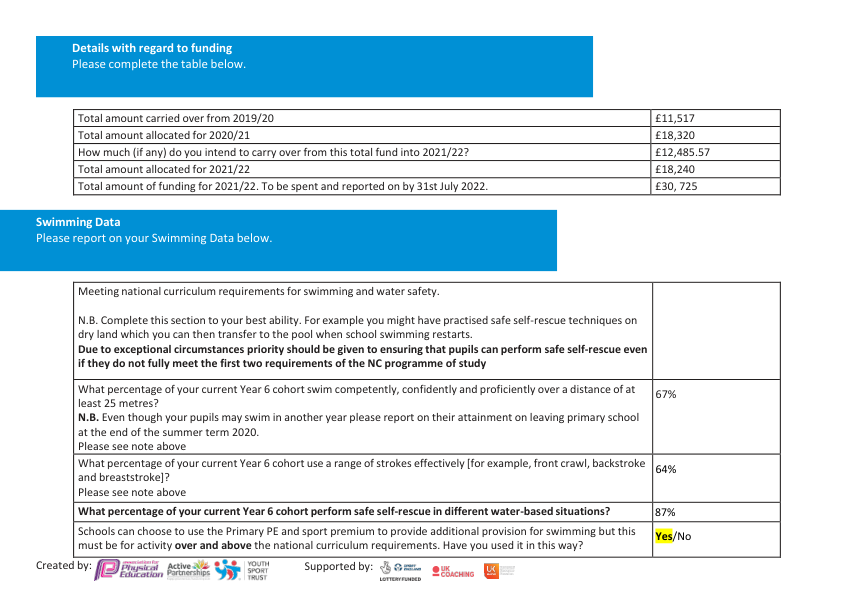 Details with regard to funding
Please complete the table below.
Total amount carried over from 2019/20 £11,517
Total amount allocated for 2020/21 £18,320
How much (if any) do you intend to carry over from this total fund into 2021/22? £12,485.57
Total amount allocated for 2021/22 £18,240
Total amount of funding for 2021/22. To be spent and reported on by 31st July 2022. £30, 725
Swimming Data
Please report on your Swimming Data below.
Meeting national curriculum requirements for swimming and water safety.
N.B. Complete this section to your best ability. For example you might have practised safe self-rescue techniques on
dry land which you can then transfer to the pool when school swimming restarts.
Due to exceptional circumstances priority should be given to ensuring that pupils can perform safe self-rescue even
if they do not fully meet the first two requirements of the NC programme of study
What percentage of your current Year 6 cohort swim competently, confidently and proficiently over a distance of at
least 25 metres?
N.B. Even though your pupils may swim in another year please report on their attainment on leaving primary school
at the end of the summer term 2020.
Please see note above
67%
What percentage of your current Year 6 cohort use a range of strokes effectively [for example, front crawl, backstroke
and breaststroke]?
Please see note above
64%
What percentage of your current Year 6 cohort perform safe self-rescue in different water-based situations? 87%
Schools can choose to use the Primary PE and sport premium to provide additional provision for swimming but this
must be for activity over and above the national curriculum requirements. Have you used it in this way?
Yes/No
Created by:
Physical
Education
Active
Partnerships
YOUTH
SPORT
TRUST
Supported by:
LOTTERY FUNDED
UK
COACHING